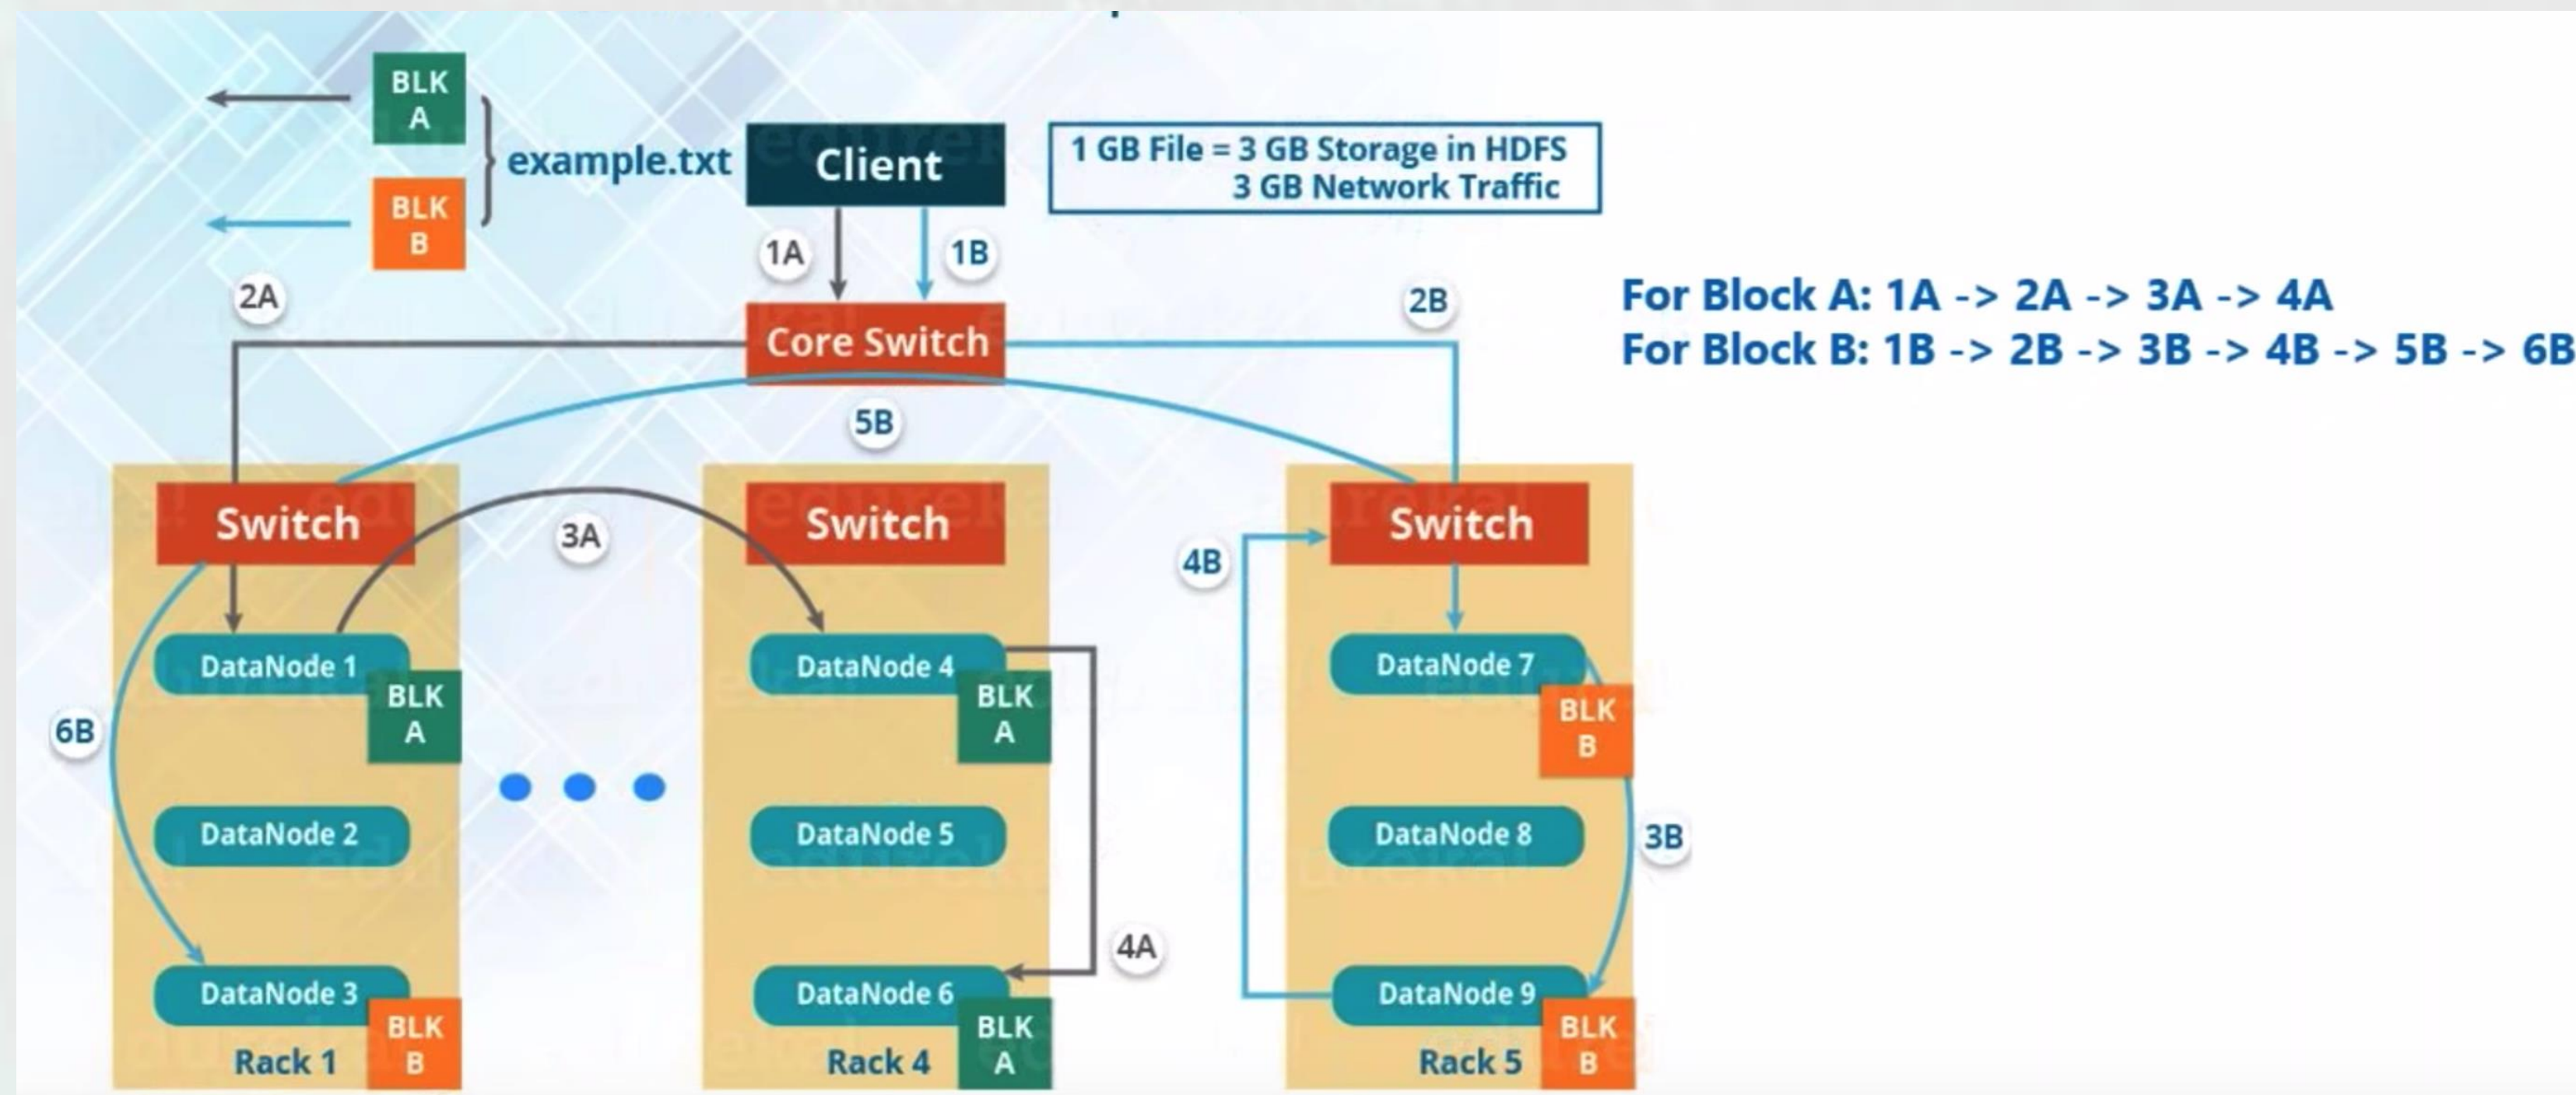 BLK
A
BLK
B
example.txt
Client
1 GB File = 3 GB Storage in HDFS
3 GB Network Traffic
1A
1B
2A
2B
Core Switch
For Block A: 1A -> 2A -> 3A -> 4A
For Block B: 1B -> 2B -> 3B -> 4B -> 5B -> 6B
5B
Switch
Switch
Switch
3A
4B
DataNode 1
BLK
A
DataNode 4
BLK
A
DataNode 7
BLK
B
6B
DataNode 2
DataNode 5
DataNode 8
3B
4A
DataNode 3
BLK
B
Rack 1
DataNode 6
BLK
A
Rack 4
DataNode 9
BLK
B
Rack 5